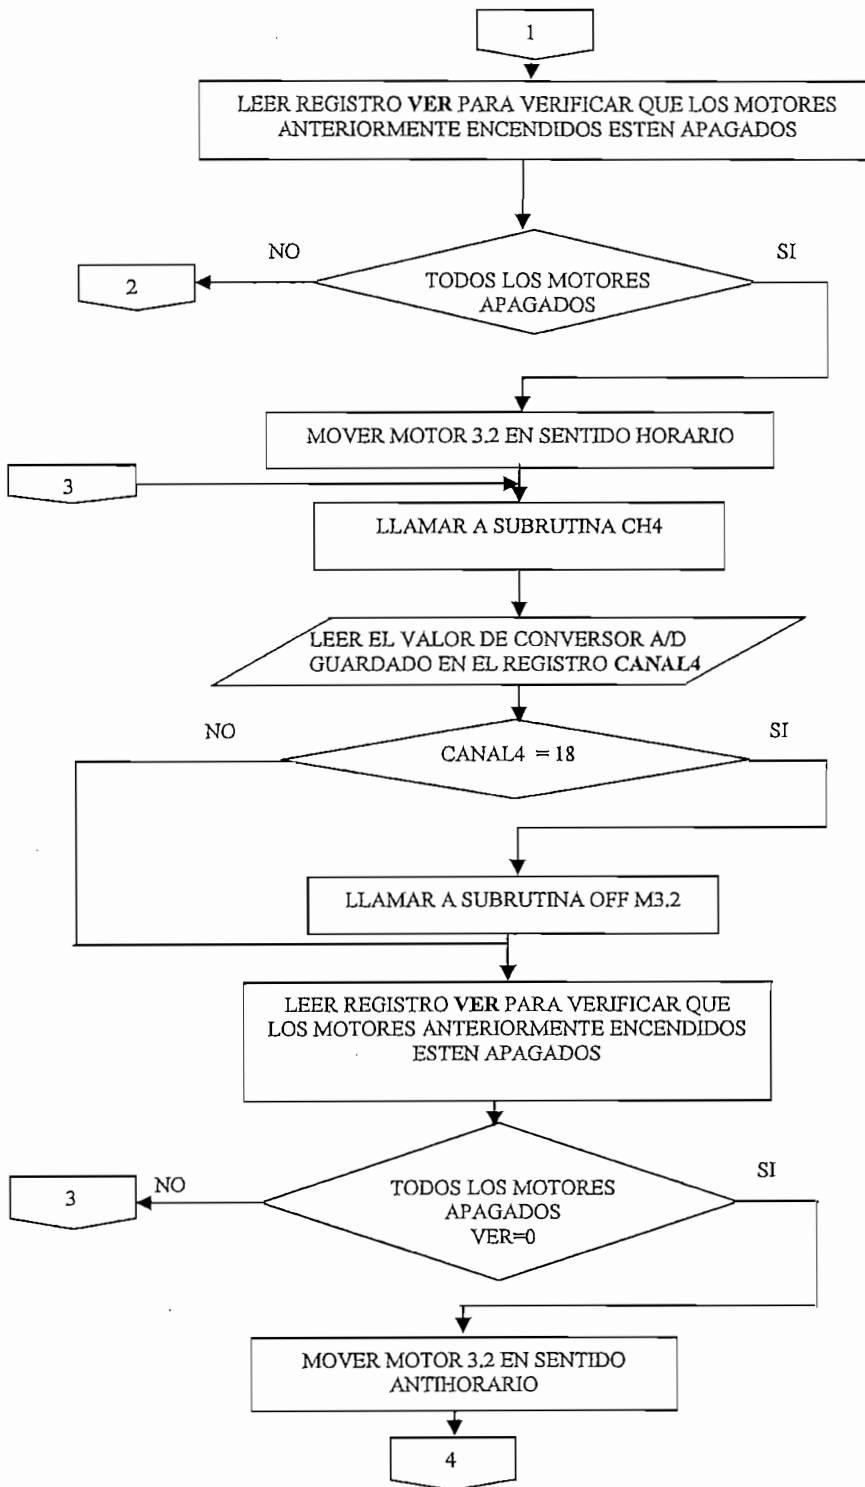 1
LEER REGISTRO VER PARA VERIFICAR QUE LOS MOTORES
ANTERIORMENTE ENCENDIDOS ESTEN APAGADOS
NO
SI
2
TODOS LOS MOTORES
APAGADOS
MOVER MOTOR 3.2 EN SENTIDO HORARIO
3
LLAMAR A SUBRUTINA CH4
LEER EL VALOR DE CONVERSOR A/D
GUARDADO EN EL REGISTRO CANAL4
NO
SI
CANAL4 = 18
LLAMAR A SUBRUTINA OFF M3.2
LEER REGISTRO VER PARA VERIFICAR QUE
LOS MOTORES ANTERIORMENTE ENCENDIDOS
ESTEN APAGADOS
NO
SI
3
TODOS LOS MOTORES
APAGADOS
VER=0
MOVER MOTOR 3.2 EN SENTIDO
ANTIHORARIO
4